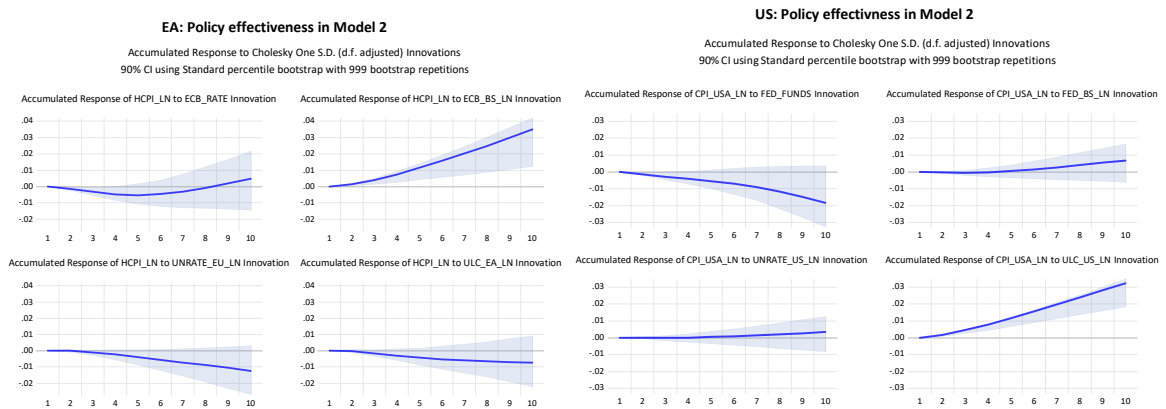 EA: Policy effectiveness in Model 2
Accumulated Response to Cholesky One S.D. (d.f. adjusted) Innovations
90% CI using Standard percentile bootstrap with 999 bootstrap repetitions
Accumulated Response of HCPI_LN to ECB_RATE Innovation
.04
.03
.02
.01
.00
-.01
-.02
1 2 3 4 5 6 7 8 9 10
Accumulated Response of HCPI_LN to ECB_BS_LN Innovation
.04
.03
.02
.01
.00
-.01
-.02
1 2 3 4 5 6 7 8 9 10
Accumulated Response of HCPI_LN to UNRATE_EU_LN Innovation
.04
.03
.02
.01
.00
-.01
-.02
1 2 3 4 5 6 7 8 9 10
Accumulated Response of HCPI_LN to ULC_EA_LN Innovation
.04
.03
.02
.01
.00
-.01
-.02
1 2 3 4 5 6 7 8 9 10
US: Policy effectivness in Model 2
Accumulated Response to Cholesky One S.D. (d.f. adjusted) Innovations
90% CI using Standard percentile bootstrap with 999 bootstrap repetitions
Accumulated Response of CPI_USA_LN to FED_FUNDS Innovation
.03
.02
.01
.00
-.01
-.02
-.03
1 2 3 4 5 6 7 8 9 10
Accumulated Response of CPI_USA_LN to FED_BS_LN Innovation
.03
.02
.01
.00
-.01
-.02
-.03
1 2 3 4 5 6 7 8 9 10
Accumulated Response of CPI_USA_LN to UNRATE_US_LN Innovation
.03
.02
.01
.00
-.01
-.02
-.03
1 2 3 4 5 6 7 8 9 10
Accumulated Response of CPI_USA_LN to ULC_US_LN Innovation
.03
.02
.01
.00
-.01
-.02
-.03
1 2 3 4 5 6 7 8 9 10